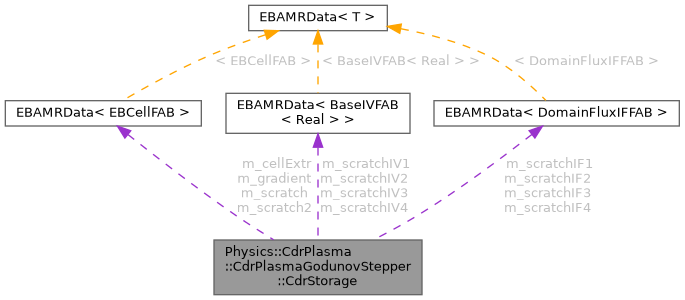 EBAMRData< T >
< EBCellFAB >
< BaseIVFAB< Real > >
< DomainFluxIFFAB >
EBAMRData< EBCellFAB >
EBAMRData< BaseIVFAB
< Real > >
EBAMRData< DomainFluxIFFAB >
m_cellExtr
m_gradient
m_scratch
m_scratch2
m_scratchIV1
m_scratchIV2
m_scratchIV3
m_scratchIV4
m_scratchIF1
m_scratchIF2
m_scratchIF3
m_scratchIF4
Physics::CdrPlasma
::CdrPlasmaGodunovStepper
::CdrStorage